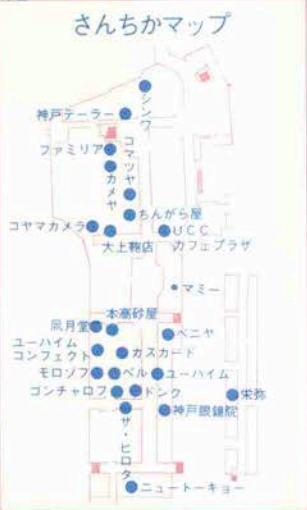 さんちかマップ
シンワ
神戸テーラー
ファミリア
コマツヤ
カメヤ
ちんがら屋
コヤマカメラ
大上鞄店
UCC
カフェプラザ
マミー
本高砂屋
風月堂
ベニヤ
ユーハイム
コンフェクト
ガスカード
モロゾフ
ベル
ユーハイム
ゴンチャロフ
ドンク
栄弥
神戸眼鏡院
ザ・ヒロタ
ニュートーキョー